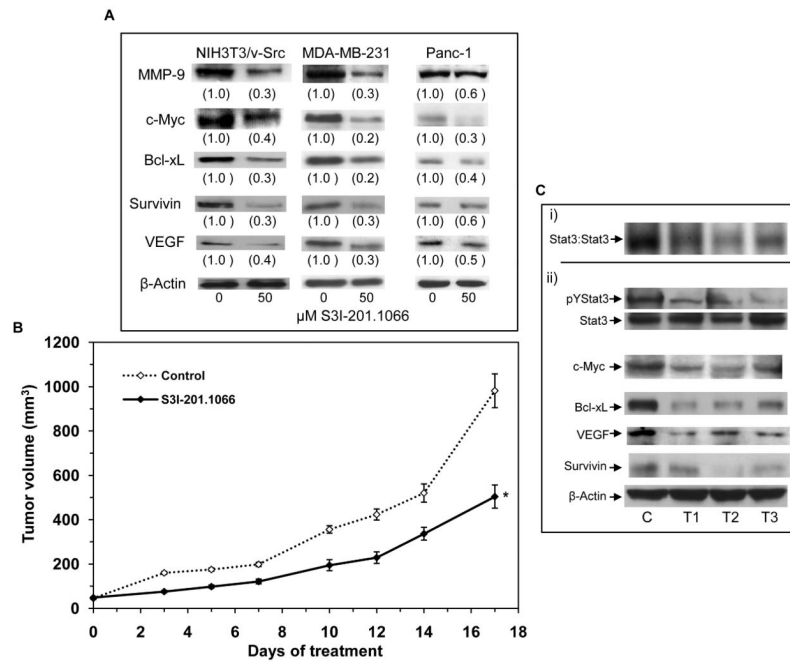 A
NIH3T3/v-Src MDA-MB-231 Panc-1
MMP-9
(1.0) (0.3) (1.0) (0.3) (1.0) (0.6 )
c-Myc
(1.0) (0.4) (1.0) (0.2) (1.0) (0.3 )
Bcl-xL
(1.0 ) (0.3) (1.0) (0.2) (1.0) (0.4 )
Survivin
(1.0) (0.3) (1.0) (0.3) (1.0) (0.6 )
VEGF
(1.0) (0.4) (1.0) (0.3) (1.0) (0.5 )
β-Actin
0 50 0 50 0 50
μM S3I-201.1066
B
Tumor volume (mm3)
1200
1000
800
600
400
200
0
Control
S3I-201.1066
*
0 2 4 6 8 10 12 14 16 18
Days of treatment
C
i)
Stat3:Stat3
ii)
pYStat3
Stat3
c-Myc
Bcl-xL
VEGF
Survivin
β-Actin
C T1 T2 T3